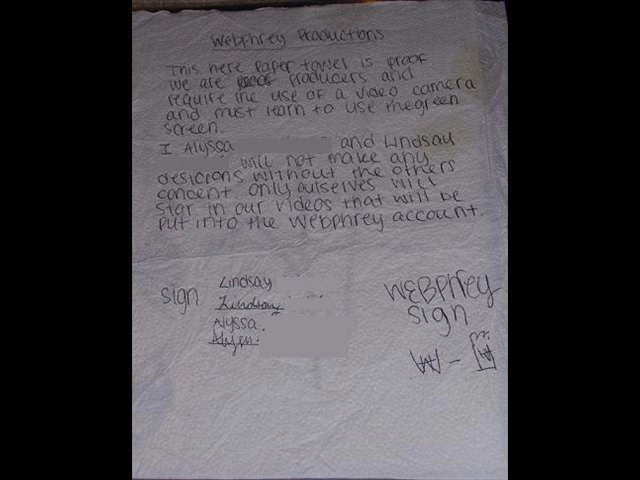 Webphrey Productions
This here paper towel is proof
we are producers and
require the use of a video camera
and must learn to use the green
screen.
I Alyssa and Lindsay
will not make any
desicions without the others
concent. Only ourselves will
star in our videos that will be
put into the Webphrey account.
Sign
Lindsay
Lindsay
Alyssa.
WEBPhrey
sign